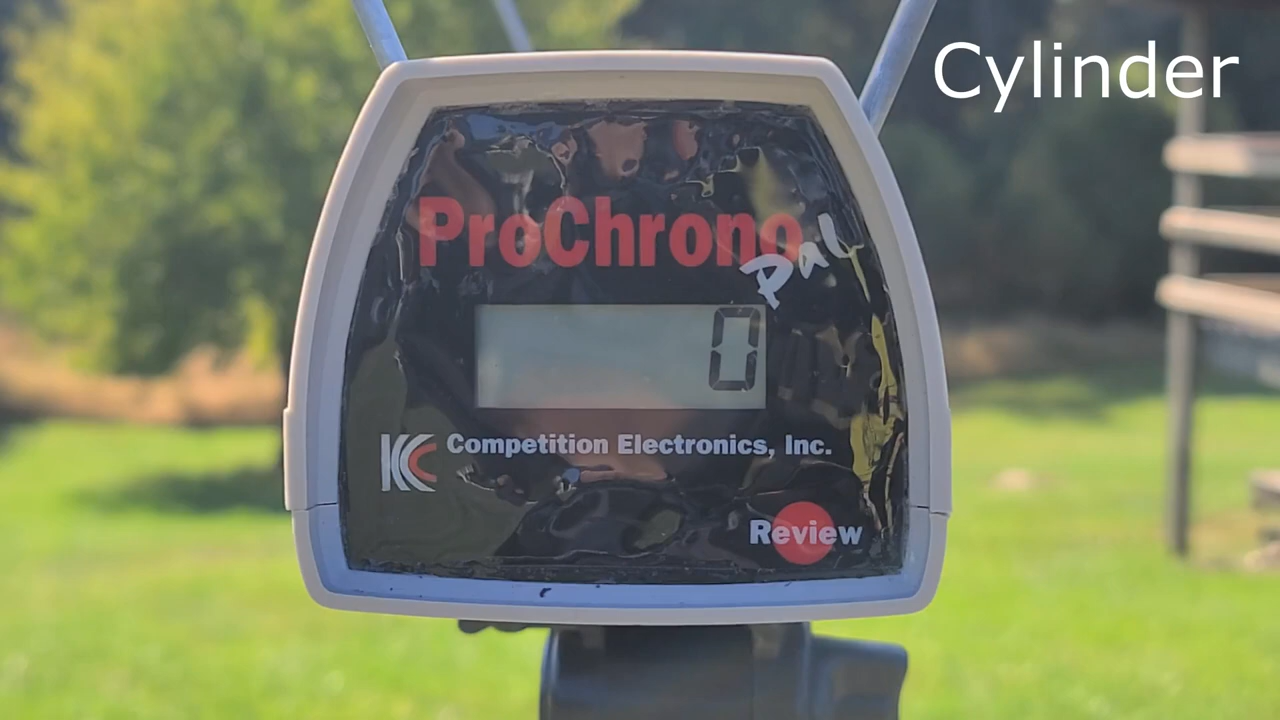 Cylinder
ProChrono
Pal
0
Competition Electronics, Inc.
Review